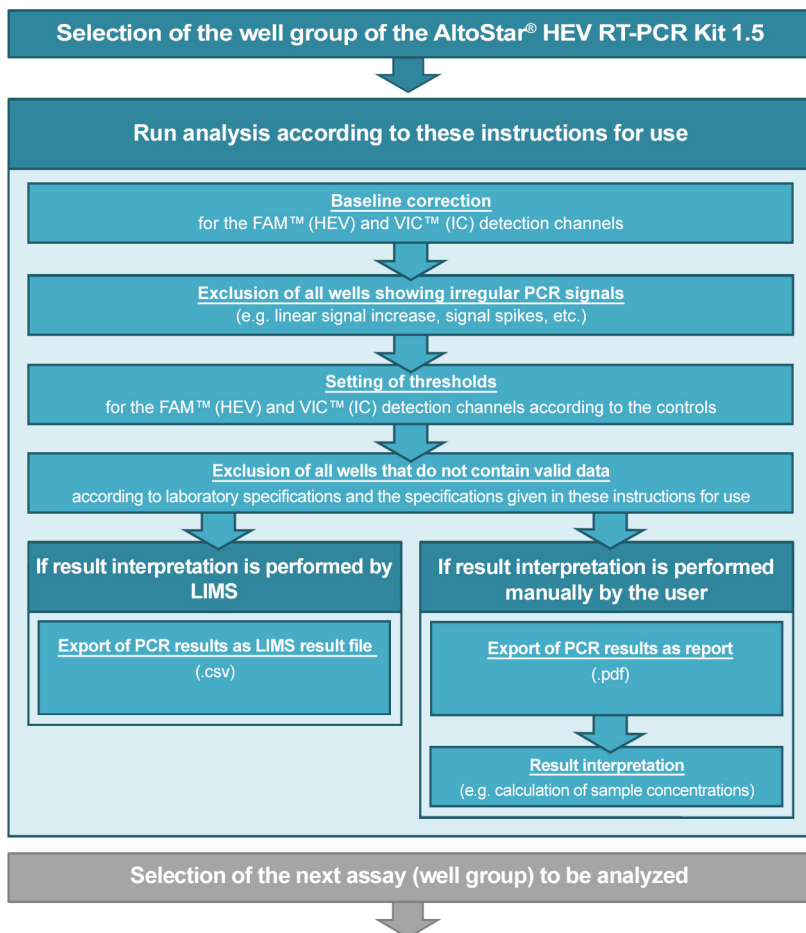 Selection of the well group of the AltoStar® HEV RT-PCR Kit 1.5
Run analysis according to these instructions for use
Baseline correction
for the FAM™ (HEV) and VIC™ (IC) detection channels
Exclusion of all wells showing irregular PCR signals
(e.g. linear signal increase, signal spikes, etc.)
Setting of thresholds
for the FAM™ (HEV) and VIC™ (IC) detection channels according to the controls
Exclusion of all wells that do not contain valid data
according to laboratory specifications and the specifications given in these instructions for use
If result interpretation is performed by
LIMS
Export of PCR results as LIMS result file
(.csv)
If result interpretation is performed
manually by the user
Export of PCR results as report
(.pdf)
Result interpretation
(e.g. calculation of sample concentrations)
Selection of the next assay (well group) to be analyzed